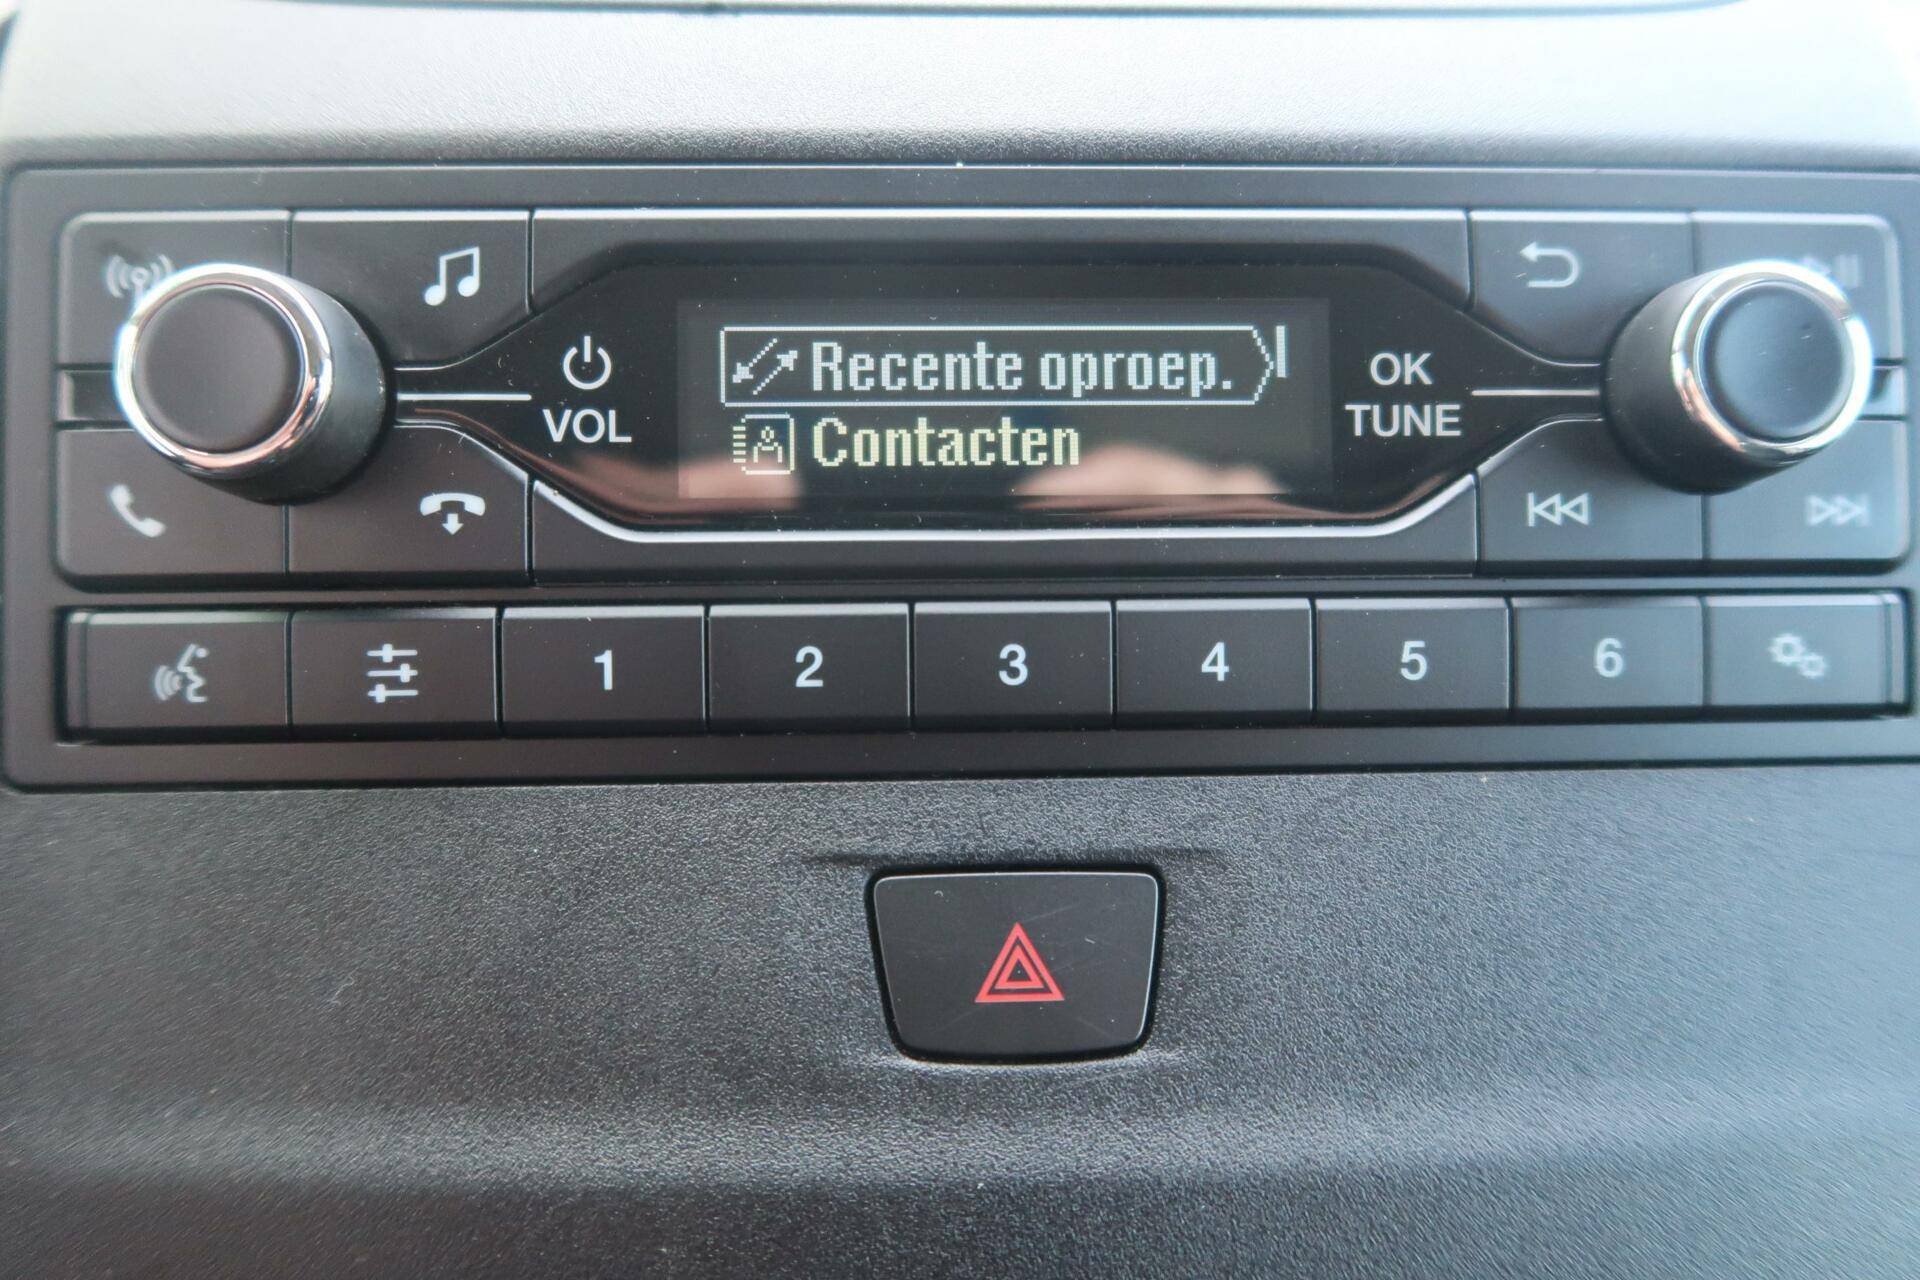 Recente oproep.
Contacten
VOL
OK
TUNE
1 2 3 4 5 6